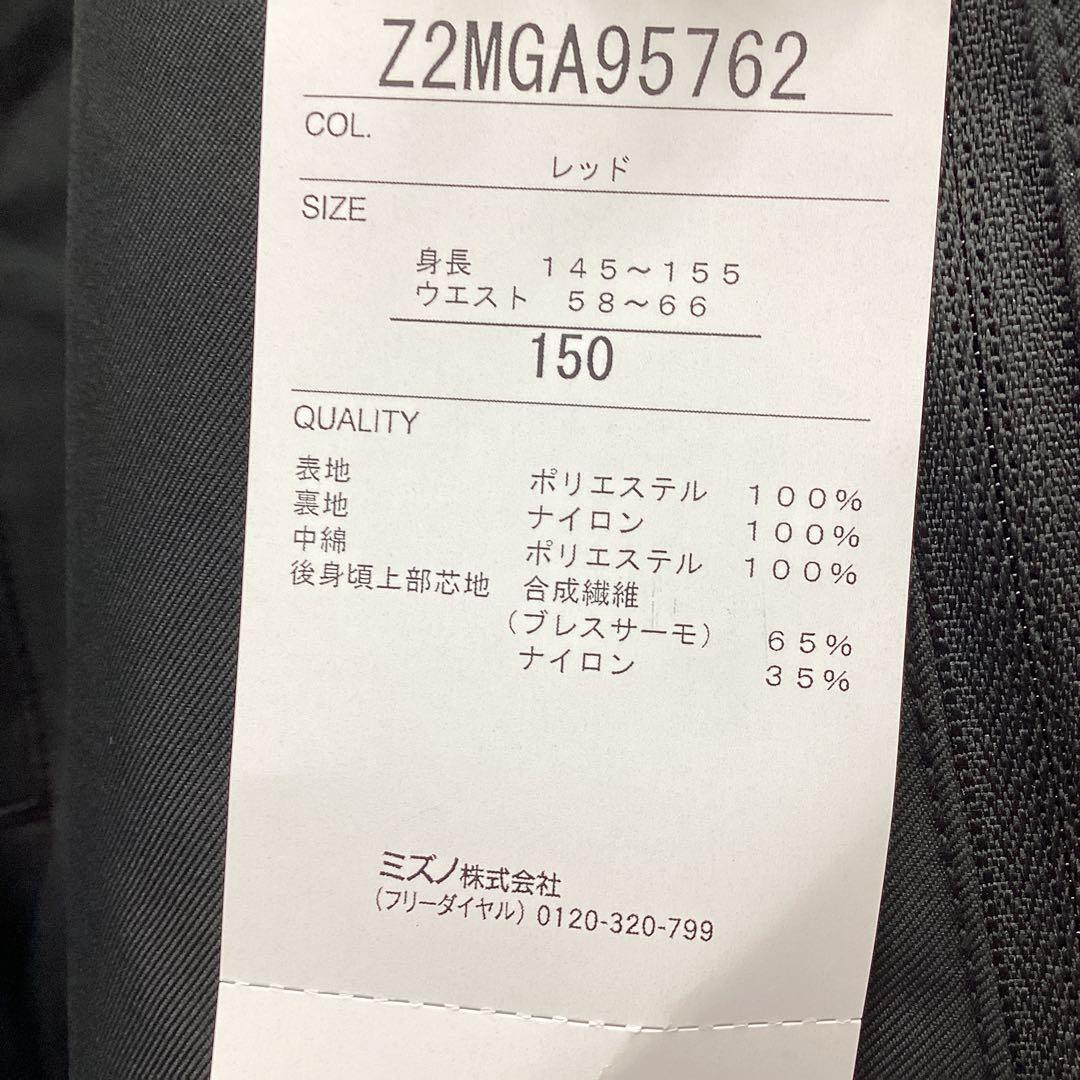 Z2MGA95762
COL.
レッド
SIZE
身長 145～155
ウエスト 58～66
150
QUALITY
表地 ポリエステル 100%
裏地 ナイロン 100%
中綿 ポリエステル 100%
後身頃上部芯地 合成繊維
(ブレスサーモ) 65%
ナイロン 35%
ミズノ株式会社
(フリーダイヤル) 0120-320-799